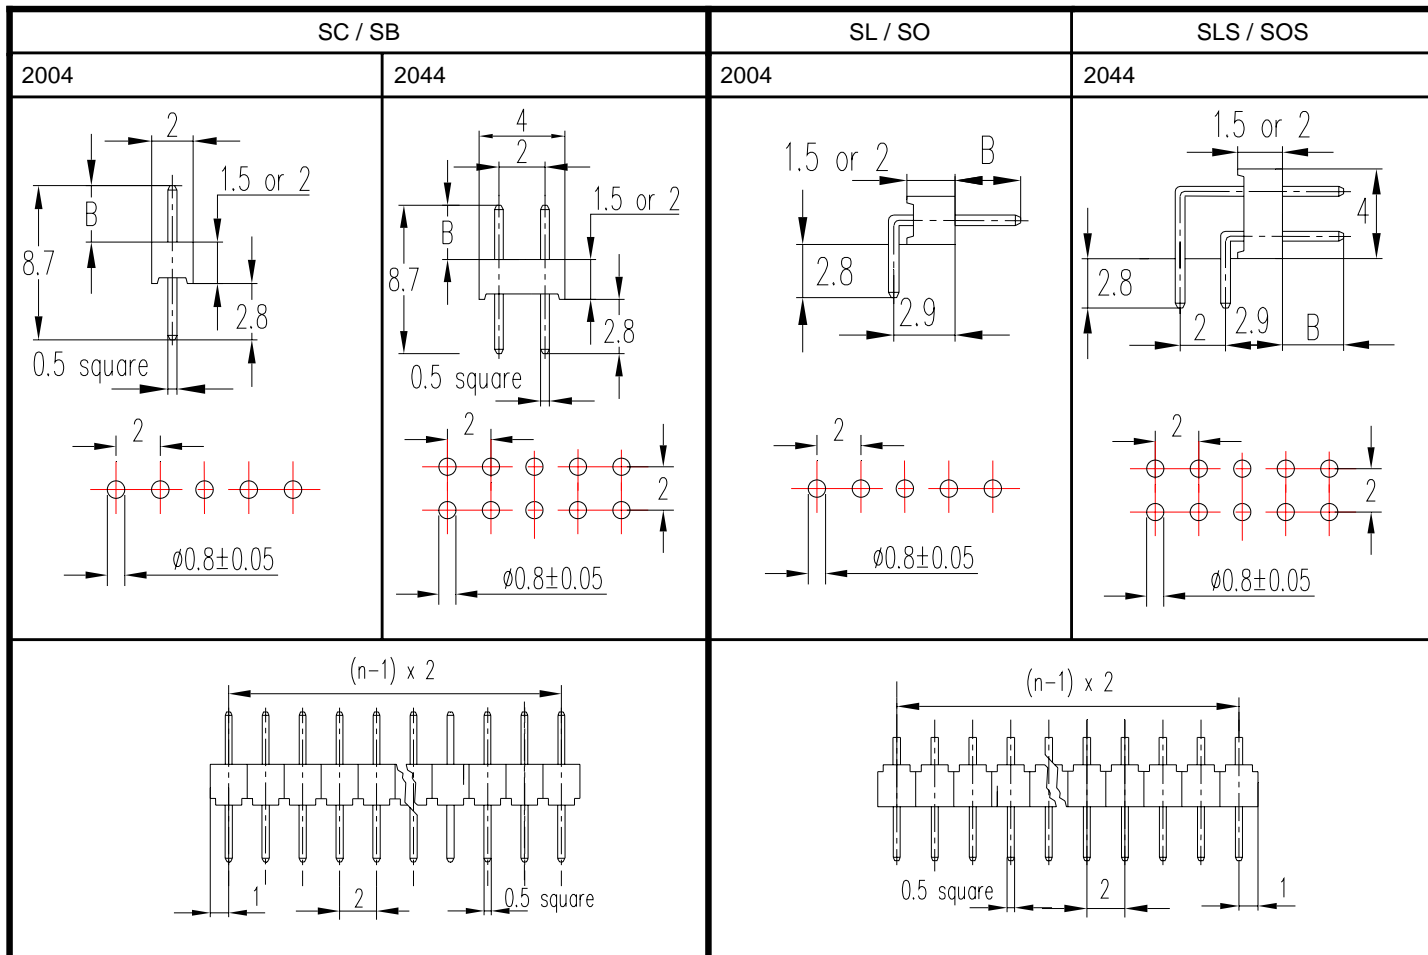 SC / SB
SL / SO
SLS / SOS
2004
2044
2004
2044
2
1.5 or 2
B
8.7
2.8
0.5 square
2
ø0.8±0.05
4
2
1.5 or 2
B
8.7
2.8
0.5 square
2
2
ø0.8±0.05
1.5 or 2
B
2.8
2.9
2
ø0.8±0.05
1.5 or 2
4
2.8
2
2.9
B
2
2
ø0.8±0.05
(n-1) x 2
1
2
0.5 square
(n-1) x 2
0.5 square
2
1